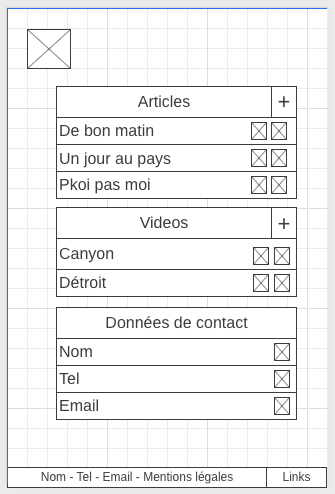 Articles +
De bon matin
Un jour au pays
Pkoi pas moi
Videos +
Canyon
Détroit
Données de contact
Nom
Tel
Email
Nom - Tel - Email - Mentions légales Links